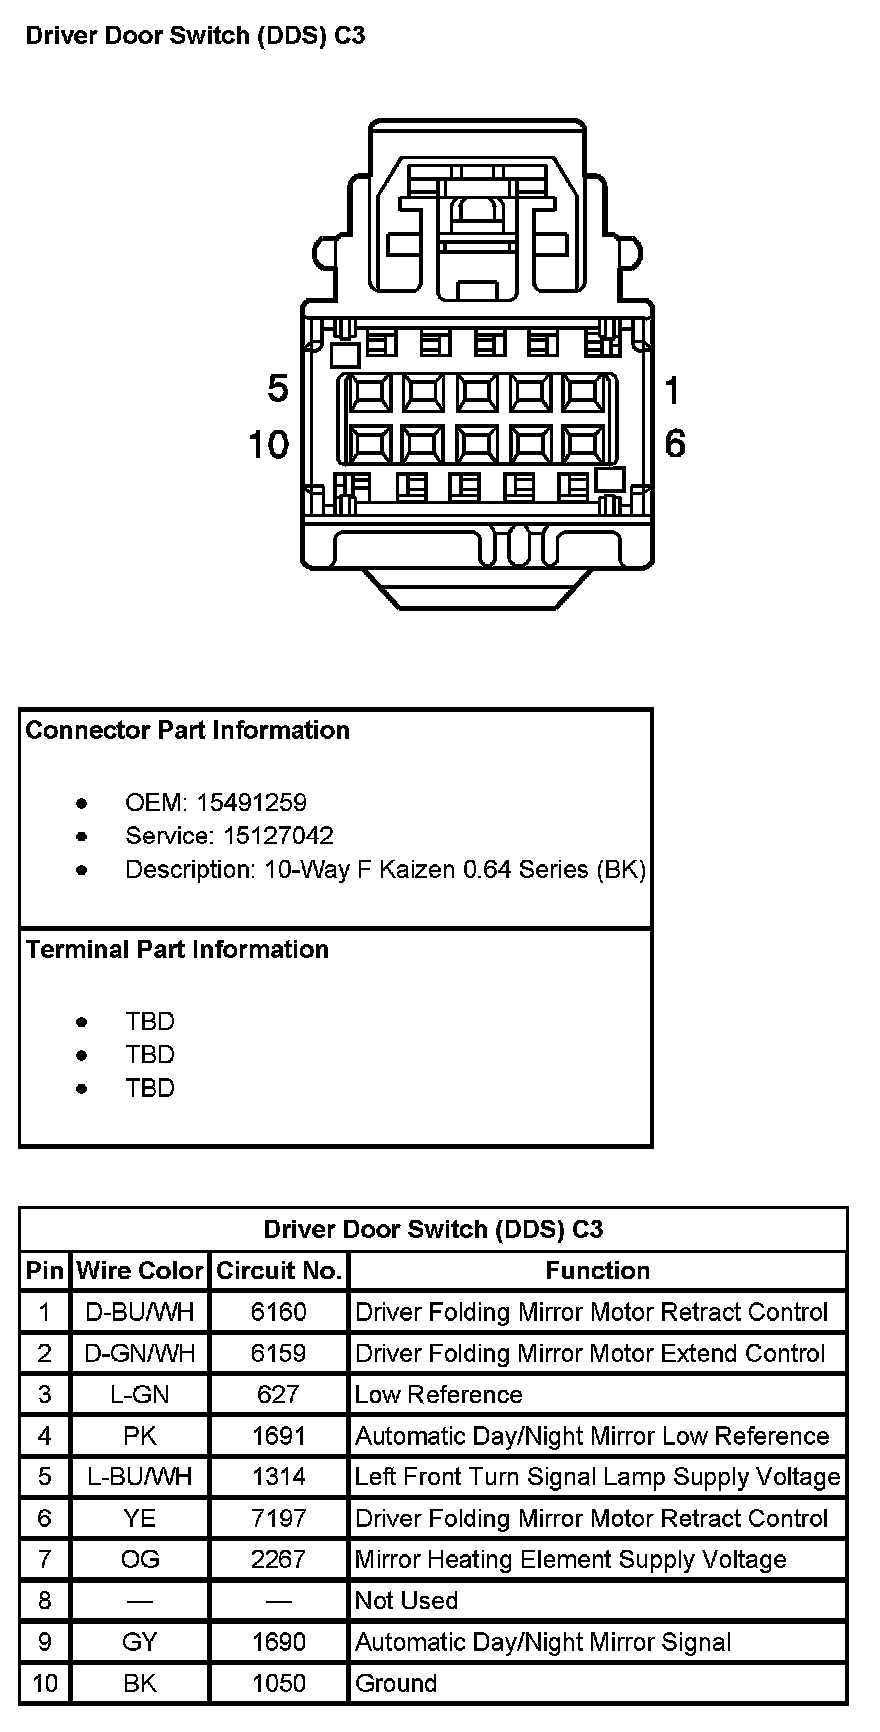 Driver Door Switch (DDS) C3
5 1
10 6
Connector Part Information
• OEM: 15491259
• Service: 15127042
• Description: 10-Way F Kaizen 0.64 Series (BK)
Terminal Part Information
• TBD
• TBD
• TBD
Driver Door Switch (DDS) C3
Pin Wire Color Circuit No. Function
1 D-BU/WH 6160 Driver Folding Mirror Motor Retract Control
2 D-GN/WH 6159 Driver Folding Mirror Motor Extend Control
3 L-GN 627 Low Reference
4 PK 1691 Automatic Day/Night Mirror Low Reference
5 L-BU/WH 1314 Left Front Turn Signal Lamp Supply Voltage
6 YE 7197 Driver Folding Mirror Motor Retract Control
7 OG 2267 Mirror Heating Element Supply Voltage
8 — — Not Used
9 GY 1690 Automatic Day/Night Mirror Signal
10 BK 1050 Ground